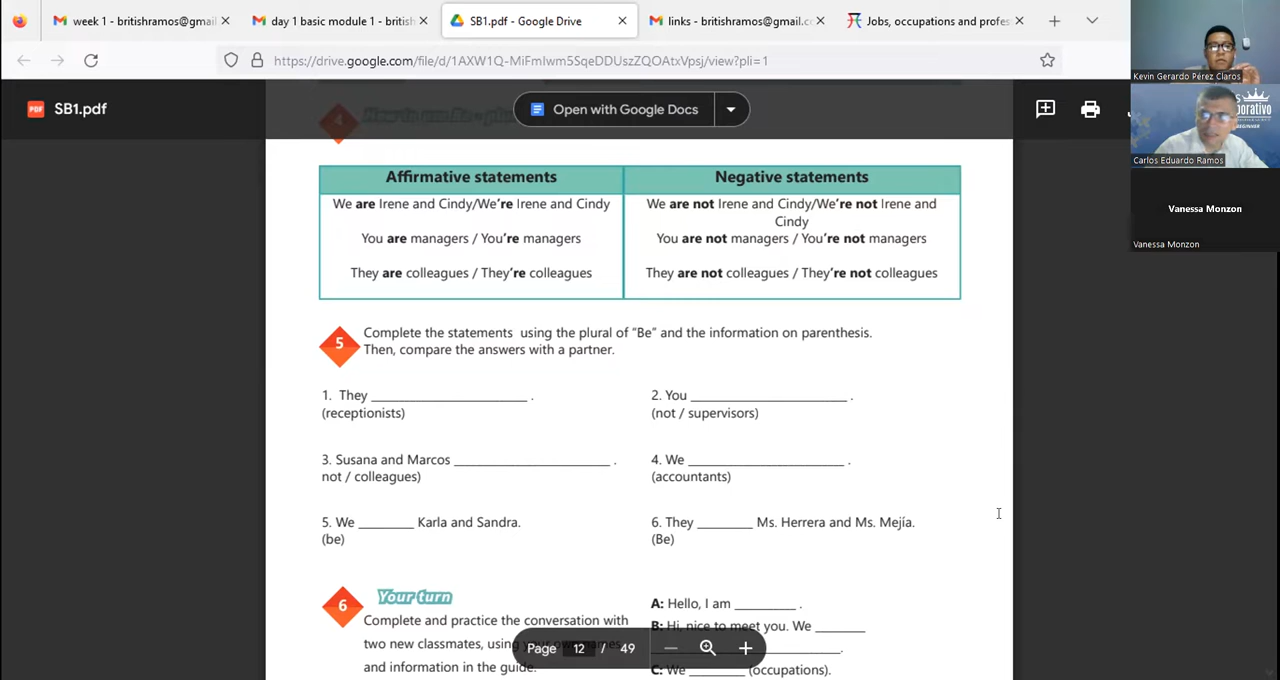 week 1 - britishramos@gmail
day 1 basic module 1 - british
SB1.pdf - Google Drive
links - britishramos@gmail.co
Jobs, occupations and profes
https://drive.google.com/file/d/1AXW1Q-MiFmIwm5SqeDDUszZQOAtxVpsj/view?pli=1
PDF
SB1.pdf
Open with Google Docs
Kevin Gerardo Pérez Claros
Carlos Eduardo Ramos
Vanessa Monzon
Vanessa Monzon
4
Affirmative statements
We are Irene and Cindy/We're Irene and Cindy
You are managers / You're managers
They are colleagues / They're colleagues
Negative statements
We are not Irene and Cindy/We're not Irene and
Cindy
You are not managers / You're not managers
They are not colleagues / They're not colleagues
5
Complete the statements using the plural of "Be" and the information on parenthesis.
Then, compare the answers with a partner.
1. They ______________________ .
(receptionists)
2. You ______________________ .
(not / supervisors)
3. Susana and Marcos ______________________ .
not / colleagues)
4. We ______________________ .
(accountants)
5. We ________ Karla and Sandra.
(be)
6. They ________ Ms. Herrera and Ms. Mejía.
(Be)
6
Your turn
Complete and practice the conversation with
two new classmates, using your own names
and information in the guide.
A: Hello, I am _________ .
B: Hi, nice to meet you. We _______
______________________.
C: We ________ (occupations).
Page 12 / 49